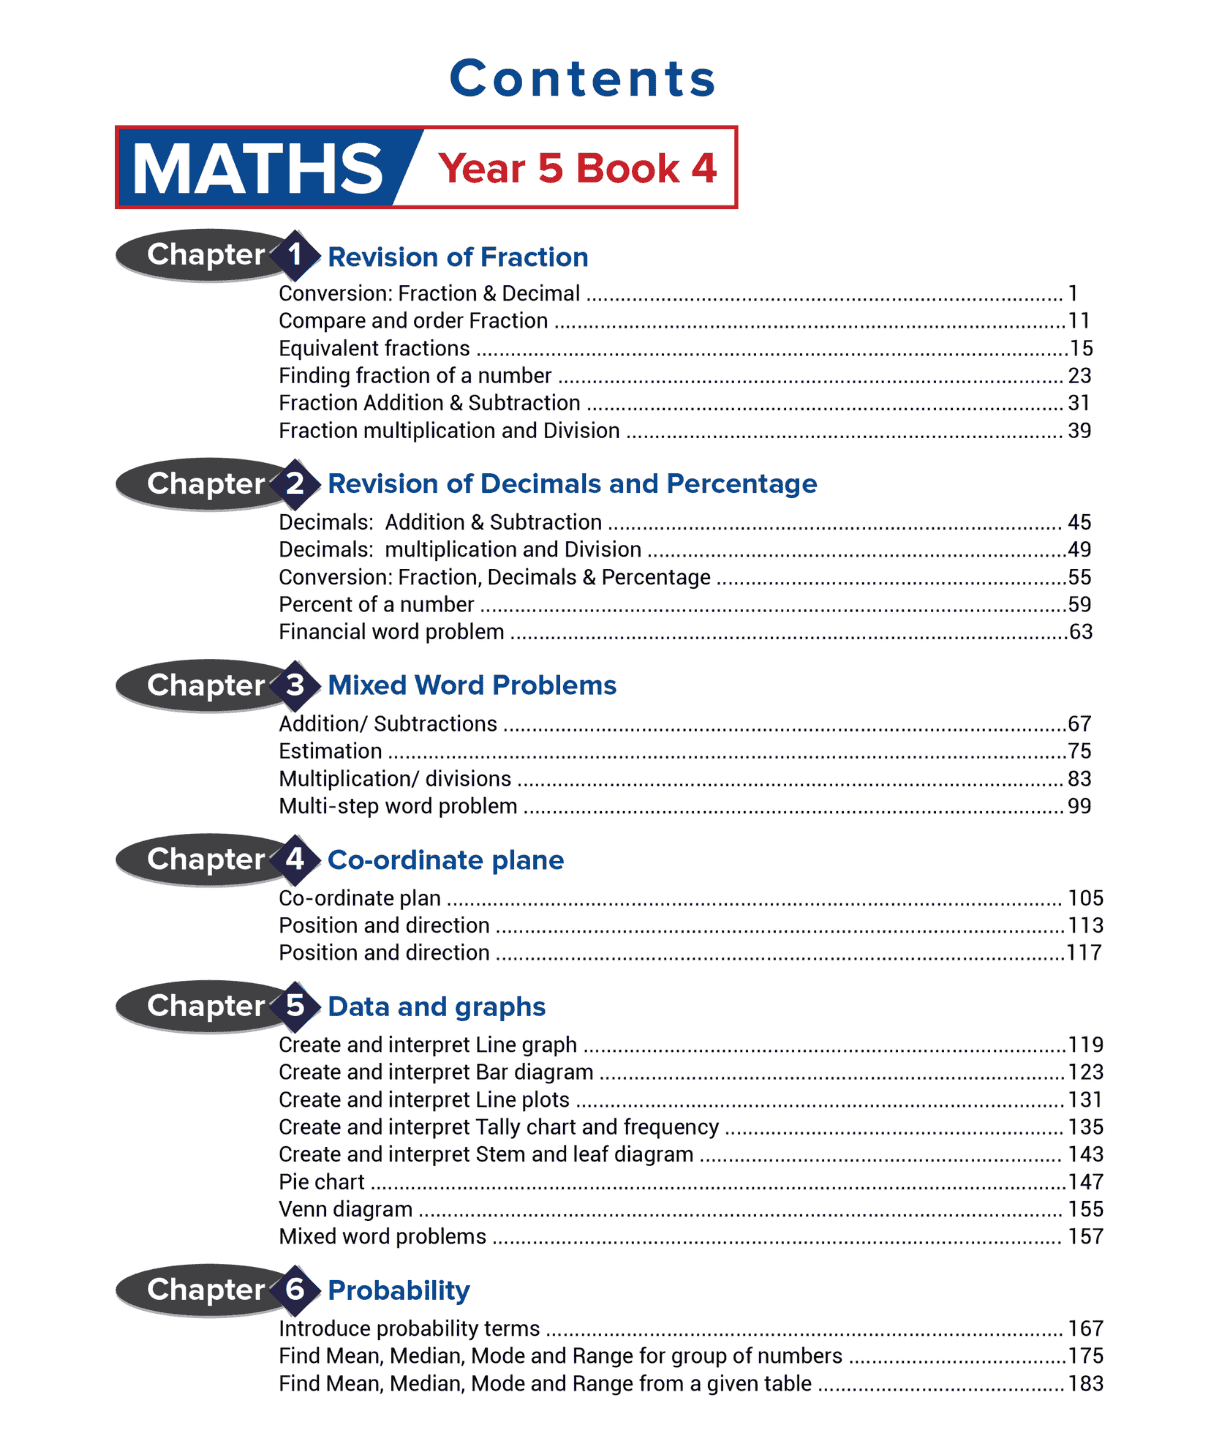 Contents
MATHS Year 5 Book 4
Chapter 1 Revision of Fraction
Conversion: Fraction & Decimal ........ 1
Compare and order Fraction ........ 11
Equivalent fractions ........ 15
Finding fraction of a number ........ 23
Fraction Addition & Subtraction ........ 31
Fraction multiplication and Division ........ 39
Chapter 2 Revision of Decimals and Percentage
Decimals:  Addition & Subtraction ........ 45
Decimals:  multiplication and Division ........ 49
Conversion: Fraction, Decimals & Percentage ........ 55
Percent of a number ........ 59
Financial word problem ........ 63
Chapter 3 Mixed Word Problems
Addition/ Subtractions ........ 67
Estimation ........ 75
Multiplication/ divisions ........ 83
Multi-step word problem ........ 99
Chapter 4 Co-ordinate plane
Co-ordinate plan ........ 105
Position and direction ........ 113
Position and direction ........ 117
Chapter 5 Data and graphs
Create and interpret Line graph ........ 119
Create and interpret Bar diagram ........ 123
Create and interpret Line plots ........ 131
Create and interpret Tally chart and frequency ........ 135
Create and interpret Stem and leaf diagram ........ 143
Pie chart ........ 147
Venn diagram ........ 155
Mixed word problems ........ 157
Chapter 6 Probability
Introduce probability terms ........ 167
Find Mean, Median, Mode and Range for group of numbers ........ 175
Find Mean, Median, Mode and Range from a given table ........ 183